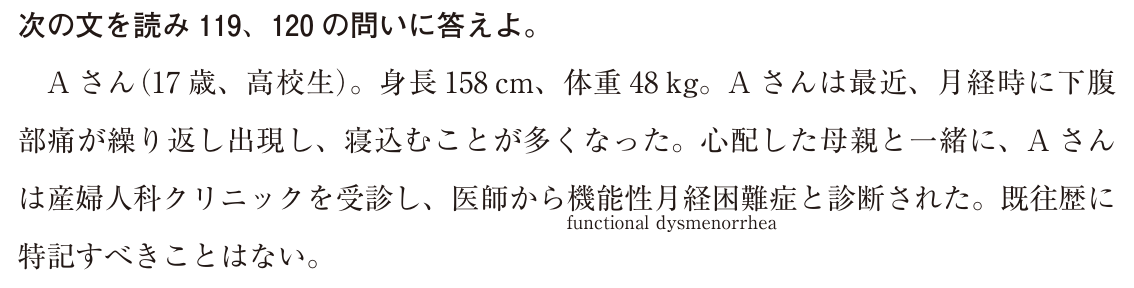 次の文を読み 119、120 の問いに答えよ。
A さん(17 歳、高校生)。身長 158 cm、体重 48 kg。A さんは最近、月経時に下腹
部痛が繰り返し出現し、寝込むことが多くなった。心配した母親と一緒に、A さん
は産婦人科クリニックを受診し、医師から機能性月経困難症と診断された。既往歴に
functional dysmenorrhea
特記すべきことはない。